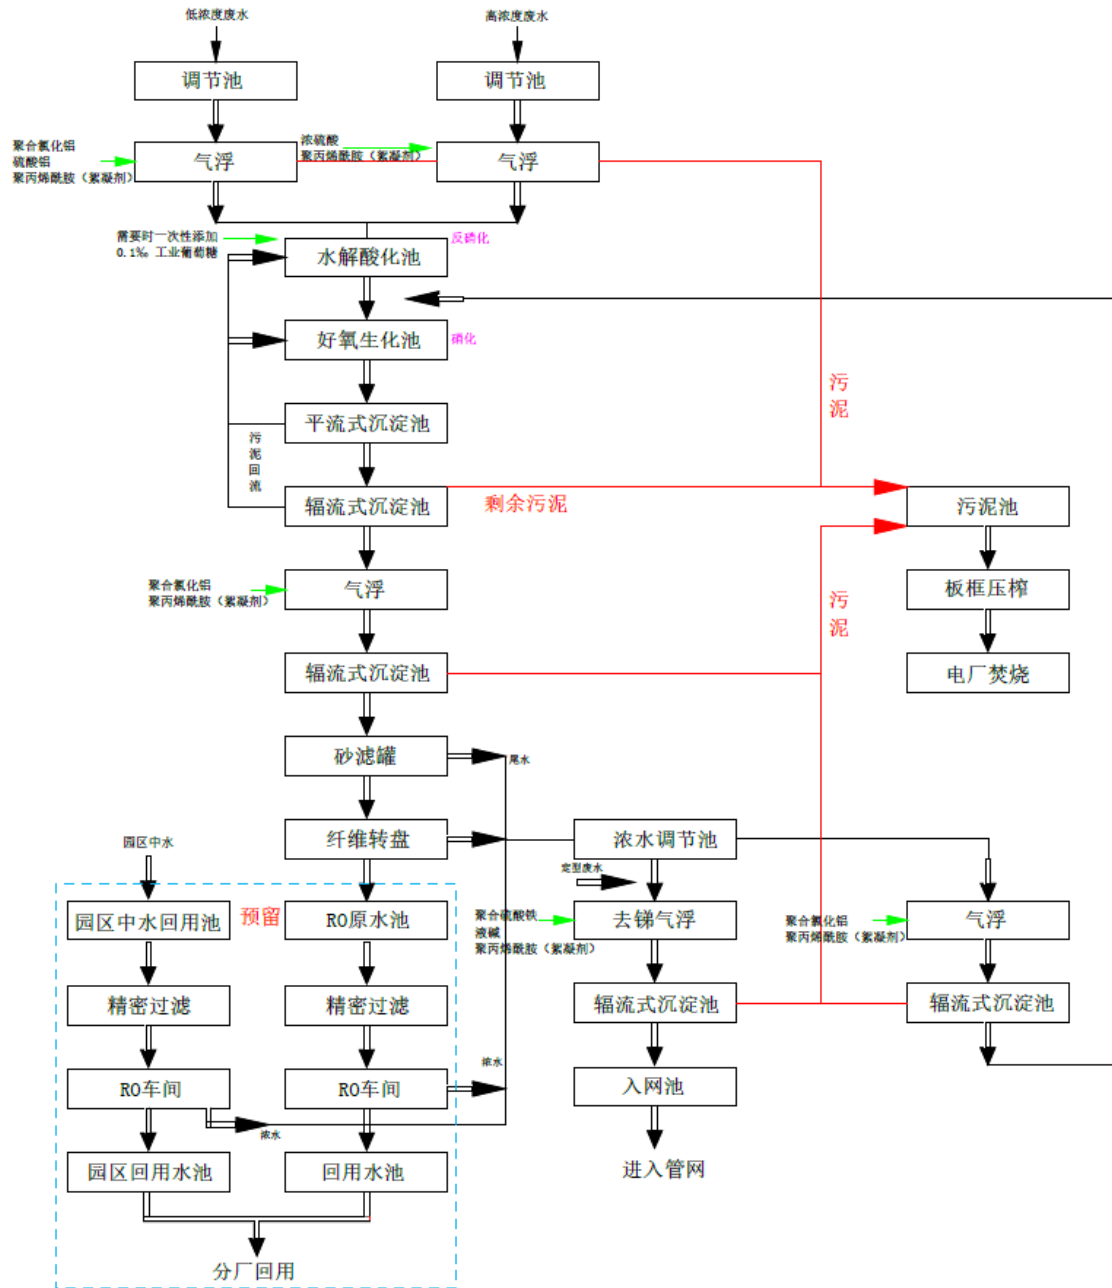 低浓度废水
高浓度废水
调节池
调节池
聚合氯化铝
硫酸铝
聚丙烯酰胺（絮凝剂）
气浮
浓硫酸
聚丙烯酰胺（絮凝剂）
气浮
需要时一次性添加
0.1‰ 工业葡萄糖
水解酸化池
反硝化
好氧生化池
硝化
污
泥
平流式沉淀池
污
泥
回
流
辐流式沉淀池
剩余污泥
污泥池
聚合氯化铝
聚丙烯酰胺（絮凝剂）
气浮
板框压榨
污
泥
辐流式沉淀池
电厂焚烧
砂滤罐
尾水
园区中水
纤维转盘
浓水调节池
定型废水
园区中水回用池
预留
RO原水池
聚合硫酸铁
液碱
聚丙烯酰胺（絮凝剂）
去锑气浮
聚合氯化铝
聚丙烯酰胺（絮凝剂）
气浮
精密过滤
精密过滤
辐流式沉淀池
辐流式沉淀池
浓水
RO车间
RO车间
入网池
浓水
园区回用水池
回用水池
进入管网
分厂回用